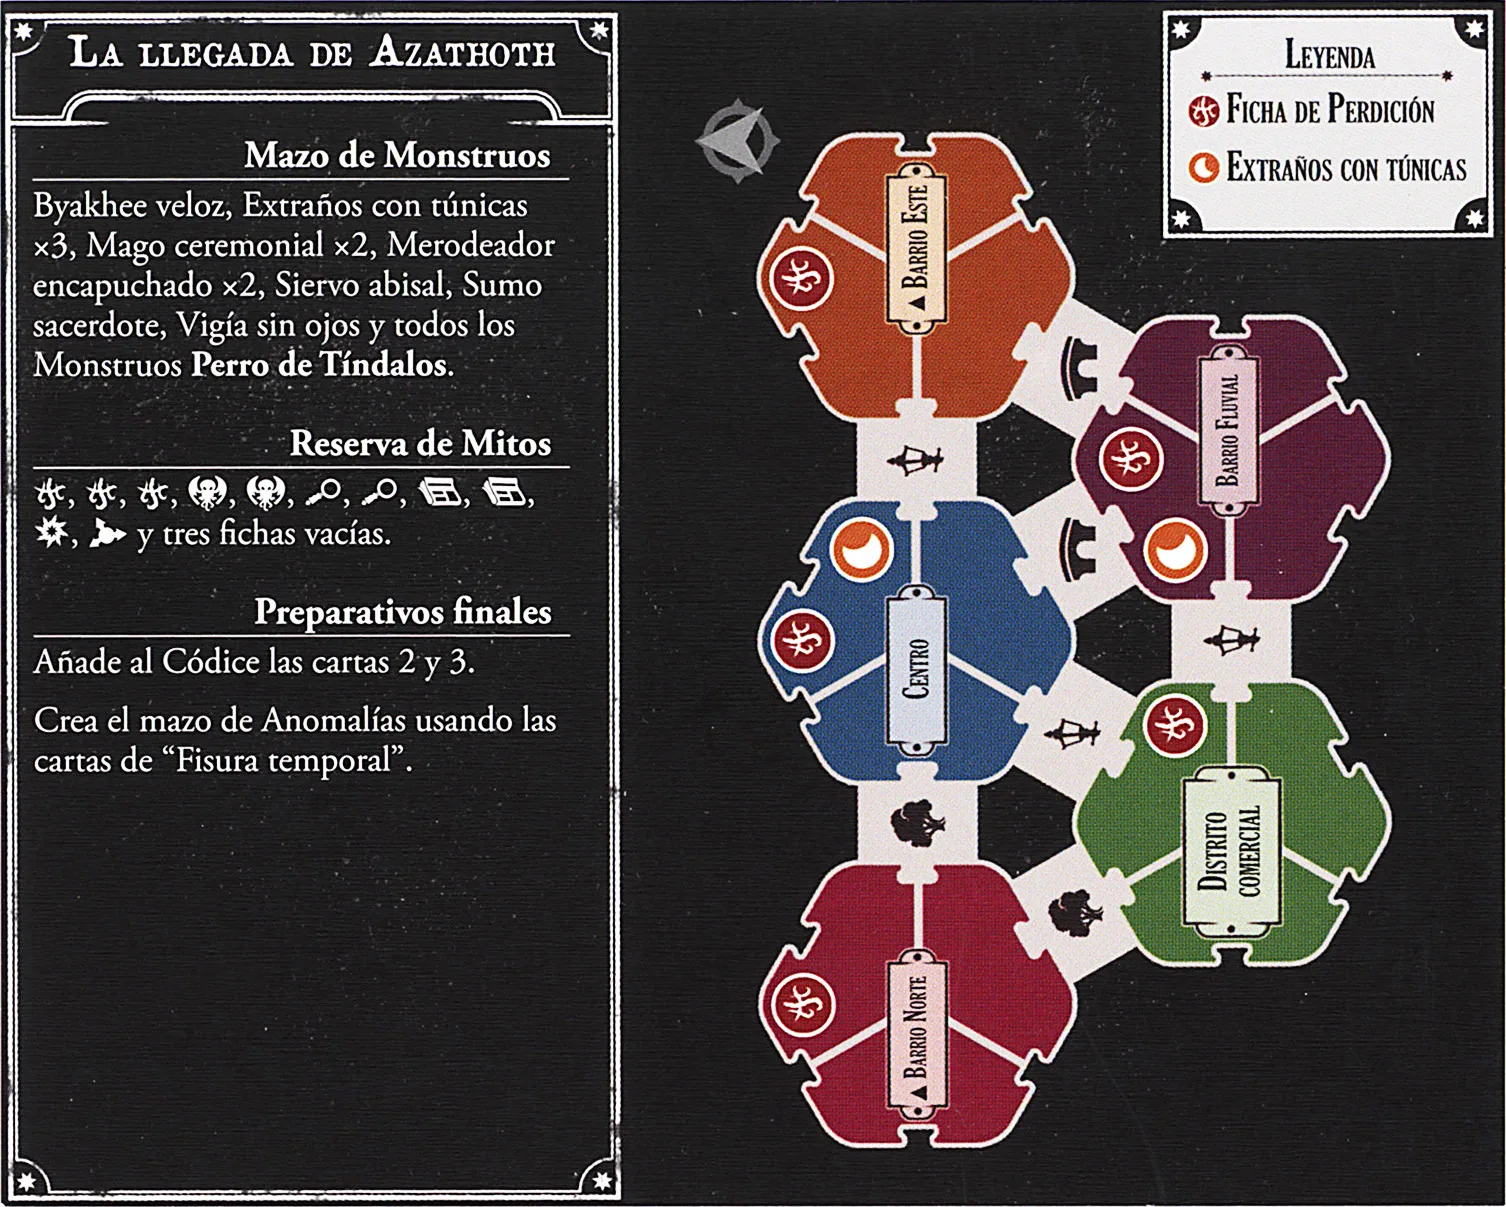 La llegada de Azathoth
Mazo de Monstruos
Byakhee veloz, Extraños con túnicas
×3, Mago ceremonial ×2, Merodeador
encapuchado ×2, Siervo abisal, Sumo
sacerdote, Vigía sin ojos y todos los
Monstruos Perro de Tíndalos.
Reserva de Mitos
, , , , , , , , ,
, y tres fichas vacías.
Preparativos finales
Añade al Códice las cartas 2 y 3.
Crea el mazo de Anomalías usando las
cartas de “Fisura temporal”.
Leyenda
Ficha de Perdición
Extraños con túnicas
▲ Barrio Este
Barrio Fluvial
Centro
Distrito
comercial
▲ Barrio Norte